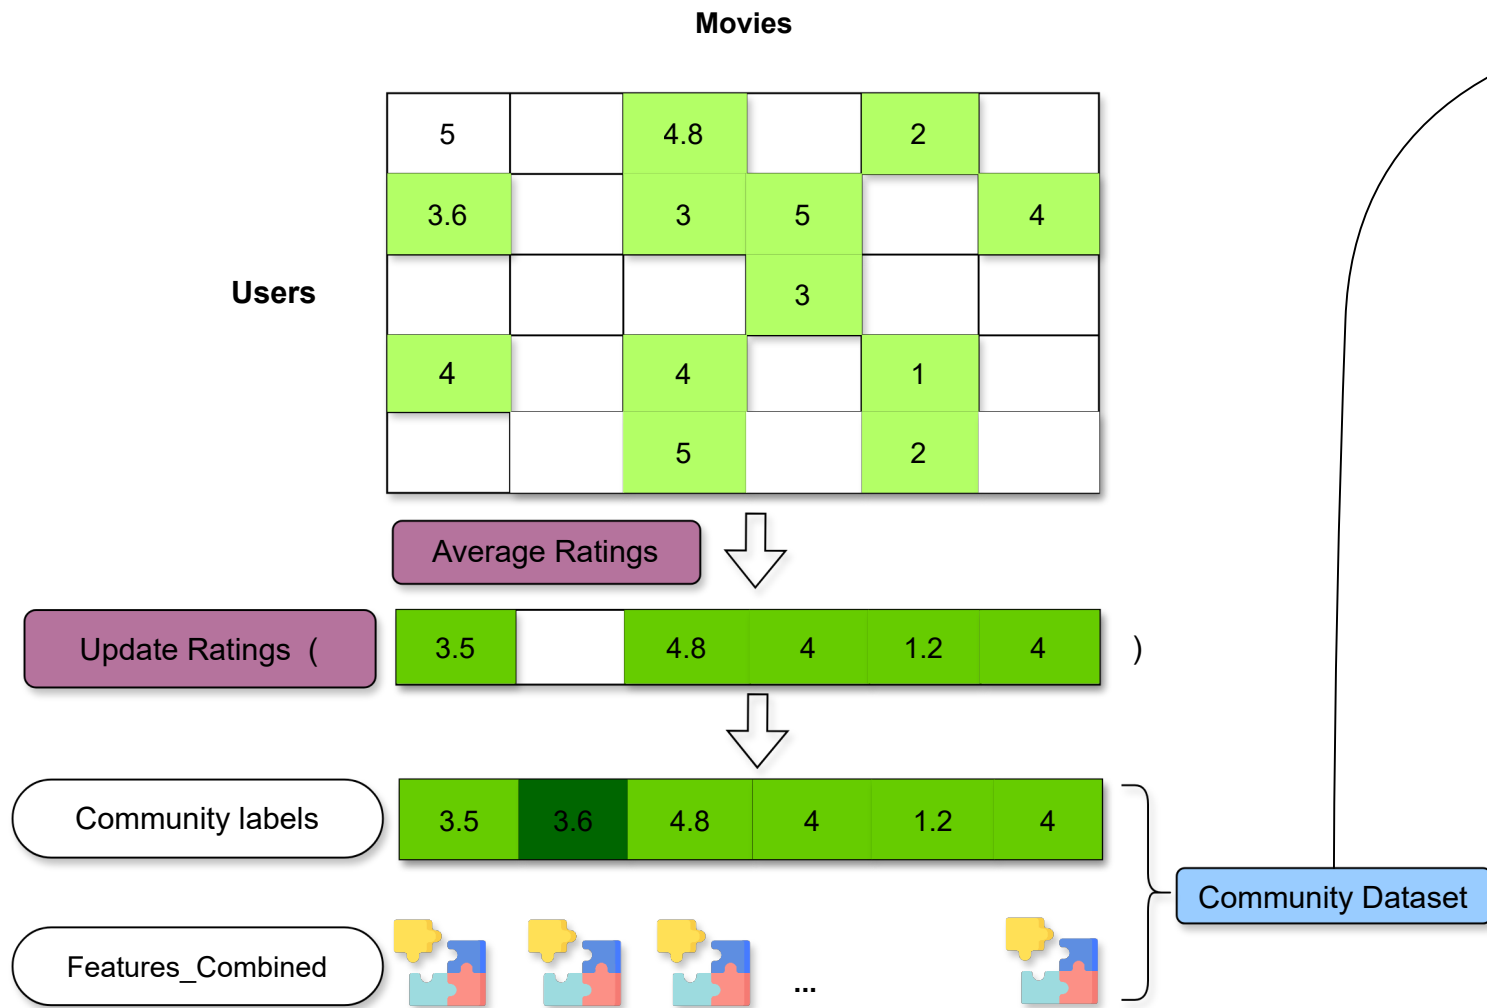 Movies
5 4.8 2
3.6 3 5 4
Users
3
4 4 1
5 2
Average Ratings
Update Ratings ( 3.5 4.8 4 1.2 4 )
Community labels 3.5 3.6 4.8 4 1.2 4
Community Dataset
Features_Combined ...